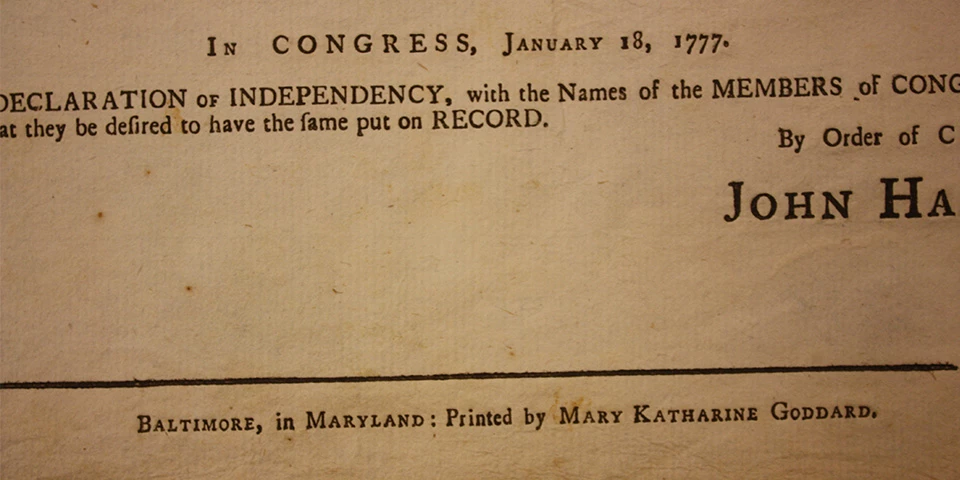 In CONGRESS, January 18, 1777.
DECLARATION of INDEPENDENCY, with the Names of the MEMBERS of CONG
at they be deſired to have the ſame put on RECORD.
By Order of C
John Ha
Baltimore, in Maryland: Printed by Mary Katharine Goddard.